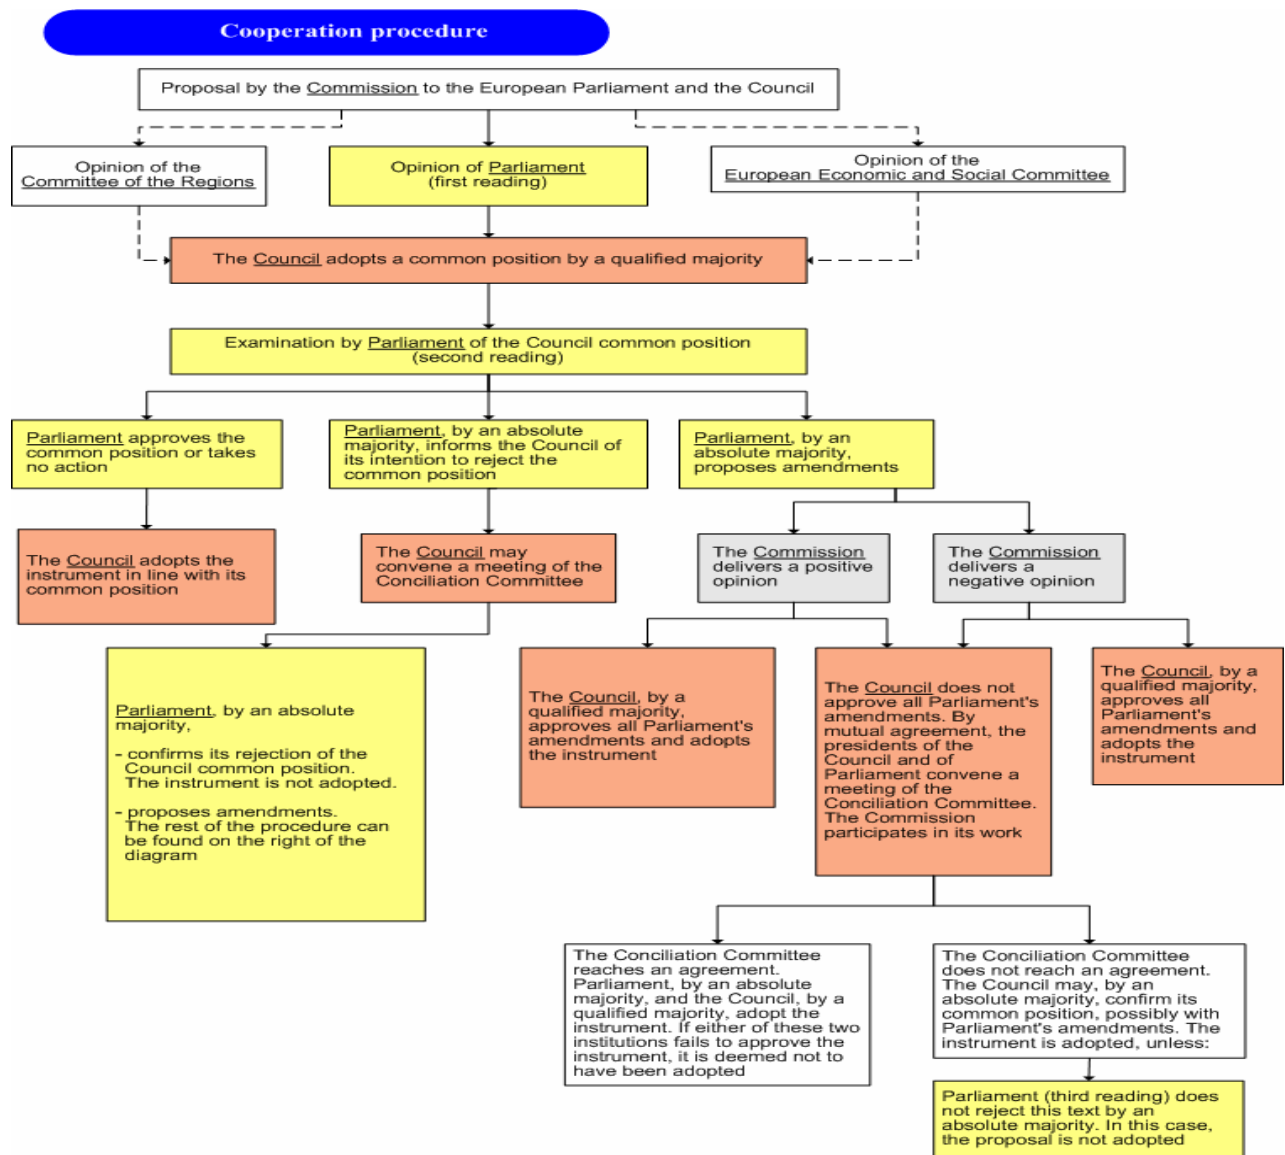 Cooperation procedure
Proposal by the Commission to the European Parliament and the Council
Opinion of the
Committee of the Regions
Opinion of Parliament
(first reading)
Opinion of the
European Economic and Social Committee
The Council adopts a common position by a qualified majority
Examination by Parliament of the Council common position
(second reading)
Parliament approves the
common position or takes
no action
Parliament, by an absolute
majority, informs the Council of
its intention to reject the
common position
Parliament, by an
absolute majority,
proposes amendments
The Council adopts the
instrument in line with its
common position
The Council may
convene a meeting of the
Conciliation Committee
The Commission
delivers a positive
opinion
The Commission
delivers a
negative opinion
Parliament, by an absolute
majority,
- confirms its rejection of the
Council common position.
The instrument is not adopted.
- proposes amendments.
The rest of the procedure can
be found on the right of the
diagram
The Council, by a
qualified majority,
approves all Parliament's
amendments and adopts
the instrument
The Council does not
approve all Parliament's
amendments. By
mutual agreement, the
presidents of the
Council and of
Parliament convene a
meeting of the
Conciliation Committee.
The Commission
participates in its work
The Council, by a
qualified majority,
approves all
Parliament's
amendments and
adopts the
instrument
The Conciliation Committee
reaches an agreement.
Parliament, by an absolute
majority, and the Council, by a
qualified majority, adopt the
instrument. If either of these two
institutions fails to approve the
instrument, it is deemed not to
have been adopted
The Conciliation Committee
does not reach an agreement.
The Council may, by an
absolute majority, confirm its
common position, possibly with
Parliament's amendments. The
instrument is adopted, unless:
Parliament (third reading) does
not reject this text by an
absolute majority. In this case,
the proposal is not adopted